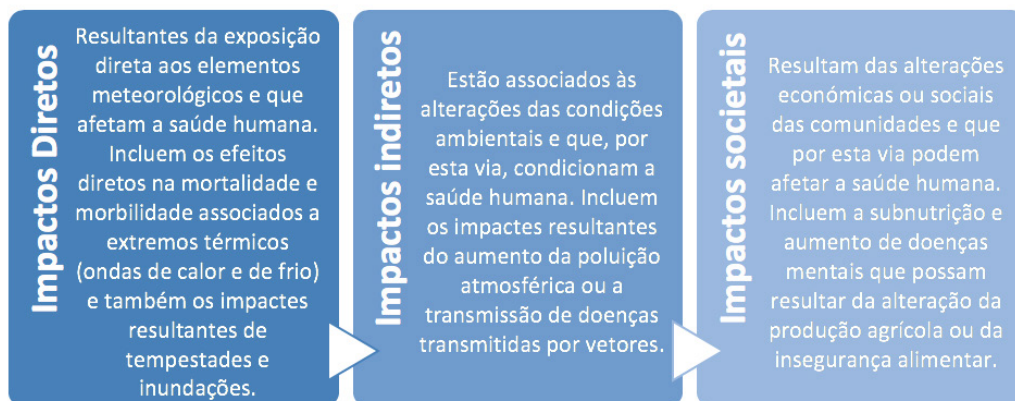 Impactos Diretos
Resultantes da exposição
direta aos elementos
meteorológicos e que
afetam a saúde humana.
Incluem os efeitos
diretos na mortalidade e
morbilidade associados a
extremos térmicos
(ondas de calor e de frio)
e também os impactes
resultantes de
tempestades e
inundações.
Impactos indiretos
Estão associados às
alterações das condições
ambientais e que, por
esta via, condicionam a
saúde humana. Incluem
os impactes resultantes
do aumento da poluição
atmosférica ou a
transmissão de doenças
transmitidas por vetores.
Impactos societais
Resultam das alterações
económicas ou sociais
das comunidades e que
por esta via podem
afetar a saúde humana.
Incluem a subnutrição e
aumento de doenças
mentais que possam
resultar da alteração da
produção agrícola ou da
insegurança alimentar.